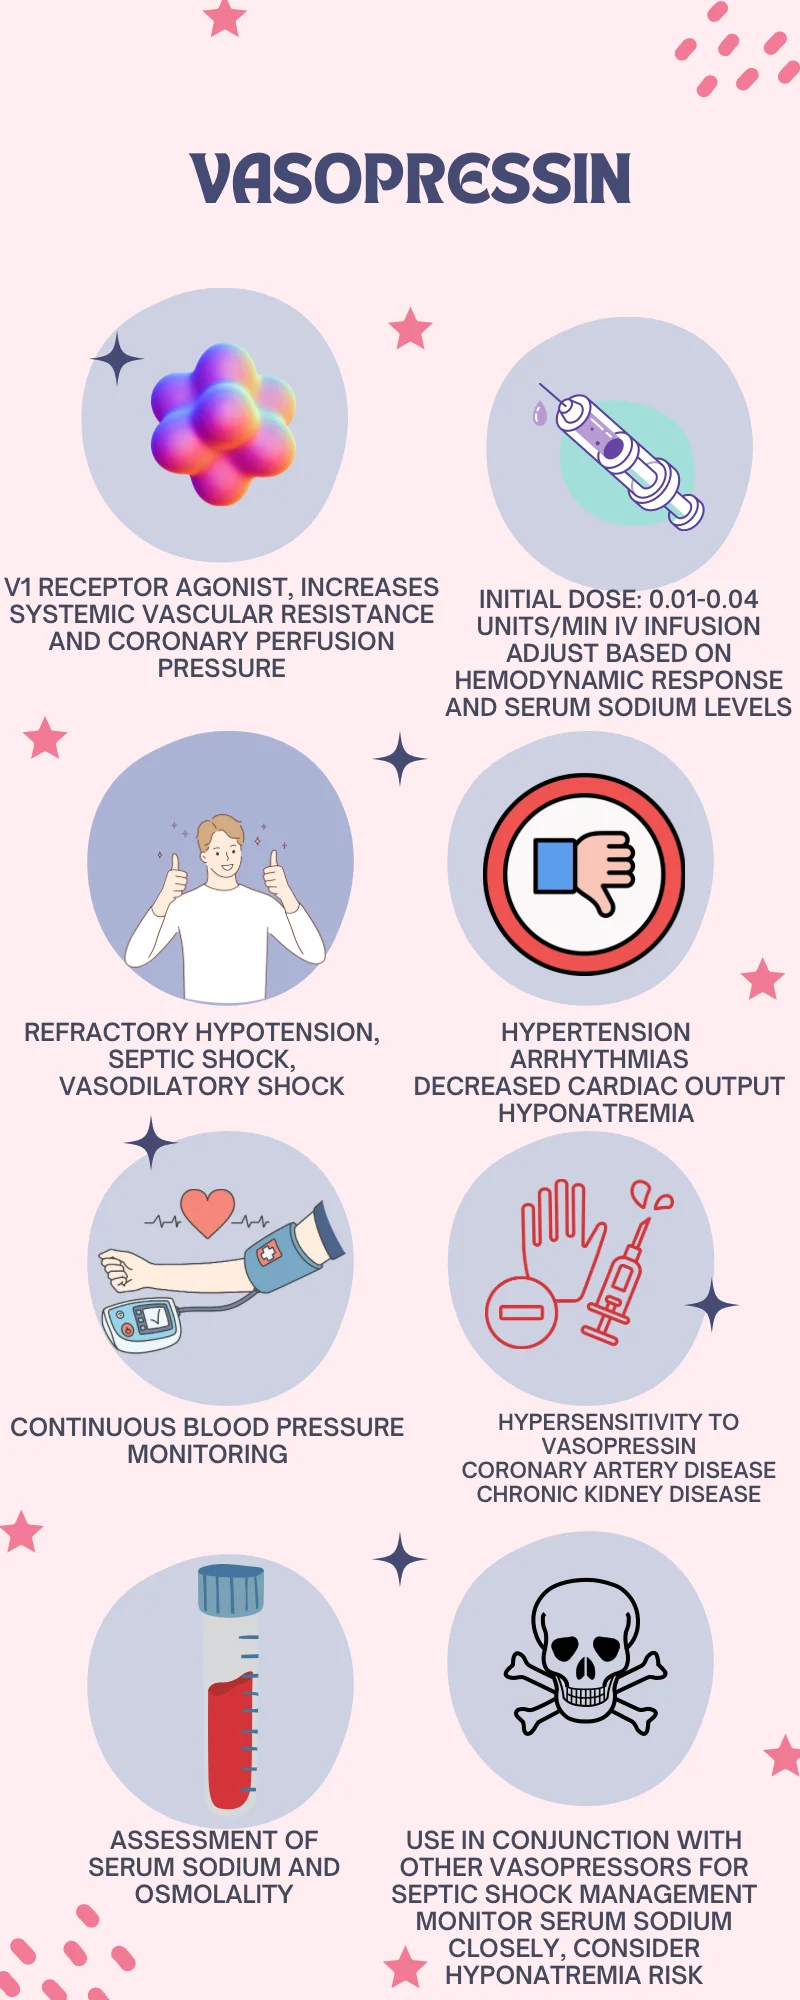 VASOPRESSIN
V1 RECEPTOR AGONIST, INCREASES
SYSTEMIC VASCULAR RESISTANCE
AND CORONARY PERFUSION
PRESSURE
INITIAL DOSE: 0.01-0.04
UNITS/MIN IV INFUSION
ADJUST BASED ON
HEMODYNAMIC RESPONSE
AND SERUM SODIUM LEVELS
REFRACTORY HYPOTENSION,
SEPTIC SHOCK,
VASODILATORY SHOCK
HYPERTENSION
ARRHYTHMIAS
DECREASED CARDIAC OUTPUT
HYPONATREMIA
CONTINUOUS BLOOD PRESSURE
MONITORING
HYPERSENSITIVITY TO
VASOPRESSIN
CORONARY ARTERY DISEASE
CHRONIC KIDNEY DISEASE
ASSESSMENT OF
SERUM SODIUM AND
OSMOLALITY
USE IN CONJUNCTION WITH
OTHER VASOPRESSORS FOR
SEPTIC SHOCK MANAGEMENT
MONITOR SERUM SODIUM
CLOSELY, CONSIDER
HYPONATREMIA RISK